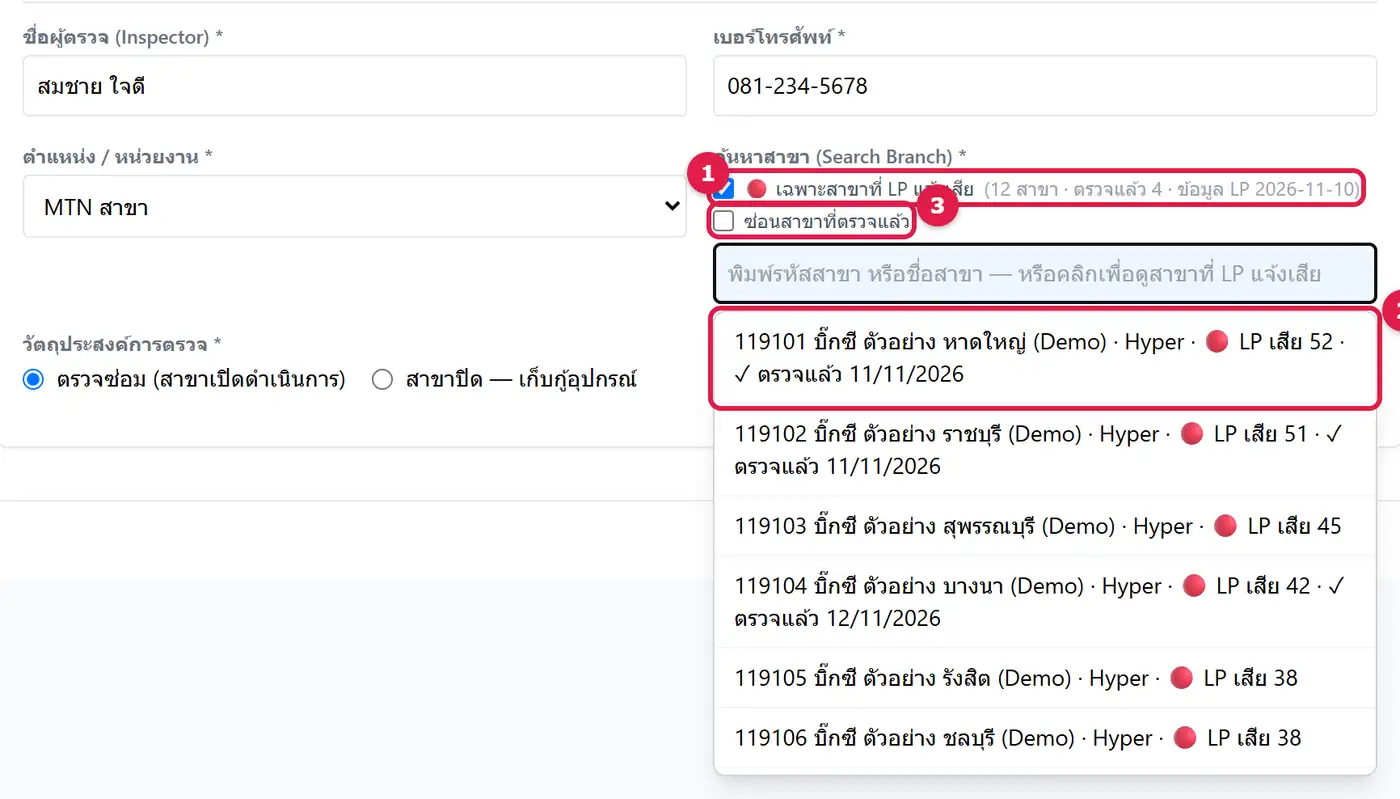 ชื่อผู้ตรวจ (Inspector) *
สมชาย ใจดี
เบอร์โทรศัพท์ *
081-234-5678
ตำแหน่ง / หน่วยงาน *
MTN สาขา
ค้นหาสาขา (Search Branch) *
1
เฉพาะสาขาที่ LP แจ้งเสีย (12 สาขา · ตรวจแล้ว 4 · ข้อมูล LP 2026-11-10)
3
ซ่อนสาขาที่ตรวจแล้ว
พิมพ์รหัสสาขา หรือชื่อสาขา — หรือคลิกเพื่อดูสาขาที่ LP แจ้งเสีย
วัตถุประสงค์การตรวจ *
ตรวจซ่อม (สาขาเปิดดำเนินการ)
สาขาปิด — เก็บกู้อุปกรณ์
119101 บิ๊กซี ตัวอย่าง หาดใหญ่ (Demo) · Hyper · 🔴 LP เสีย 52 ·
✓ ตรวจแล้ว 11/11/2026
119102 บิ๊กซี ตัวอย่าง ราชบุรี (Demo) · Hyper · 🔴 LP เสีย 51 · ✓
ตรวจแล้ว 11/11/2026
119103 บิ๊กซี ตัวอย่าง สุพรรณบุรี (Demo) · Hyper · 🔴 LP เสีย 45
119104 บิ๊กซี ตัวอย่าง บางนา (Demo) · Hyper · 🔴 LP เสีย 42 · ✓
ตรวจแล้ว 12/11/2026
119105 บิ๊กซี ตัวอย่าง รังสิต (Demo) · Hyper · 🔴 LP เสีย 38
119106 บิ๊กซี ตัวอย่าง ชลบุรี (Demo) · Hyper · 🔴 LP เสีย 38